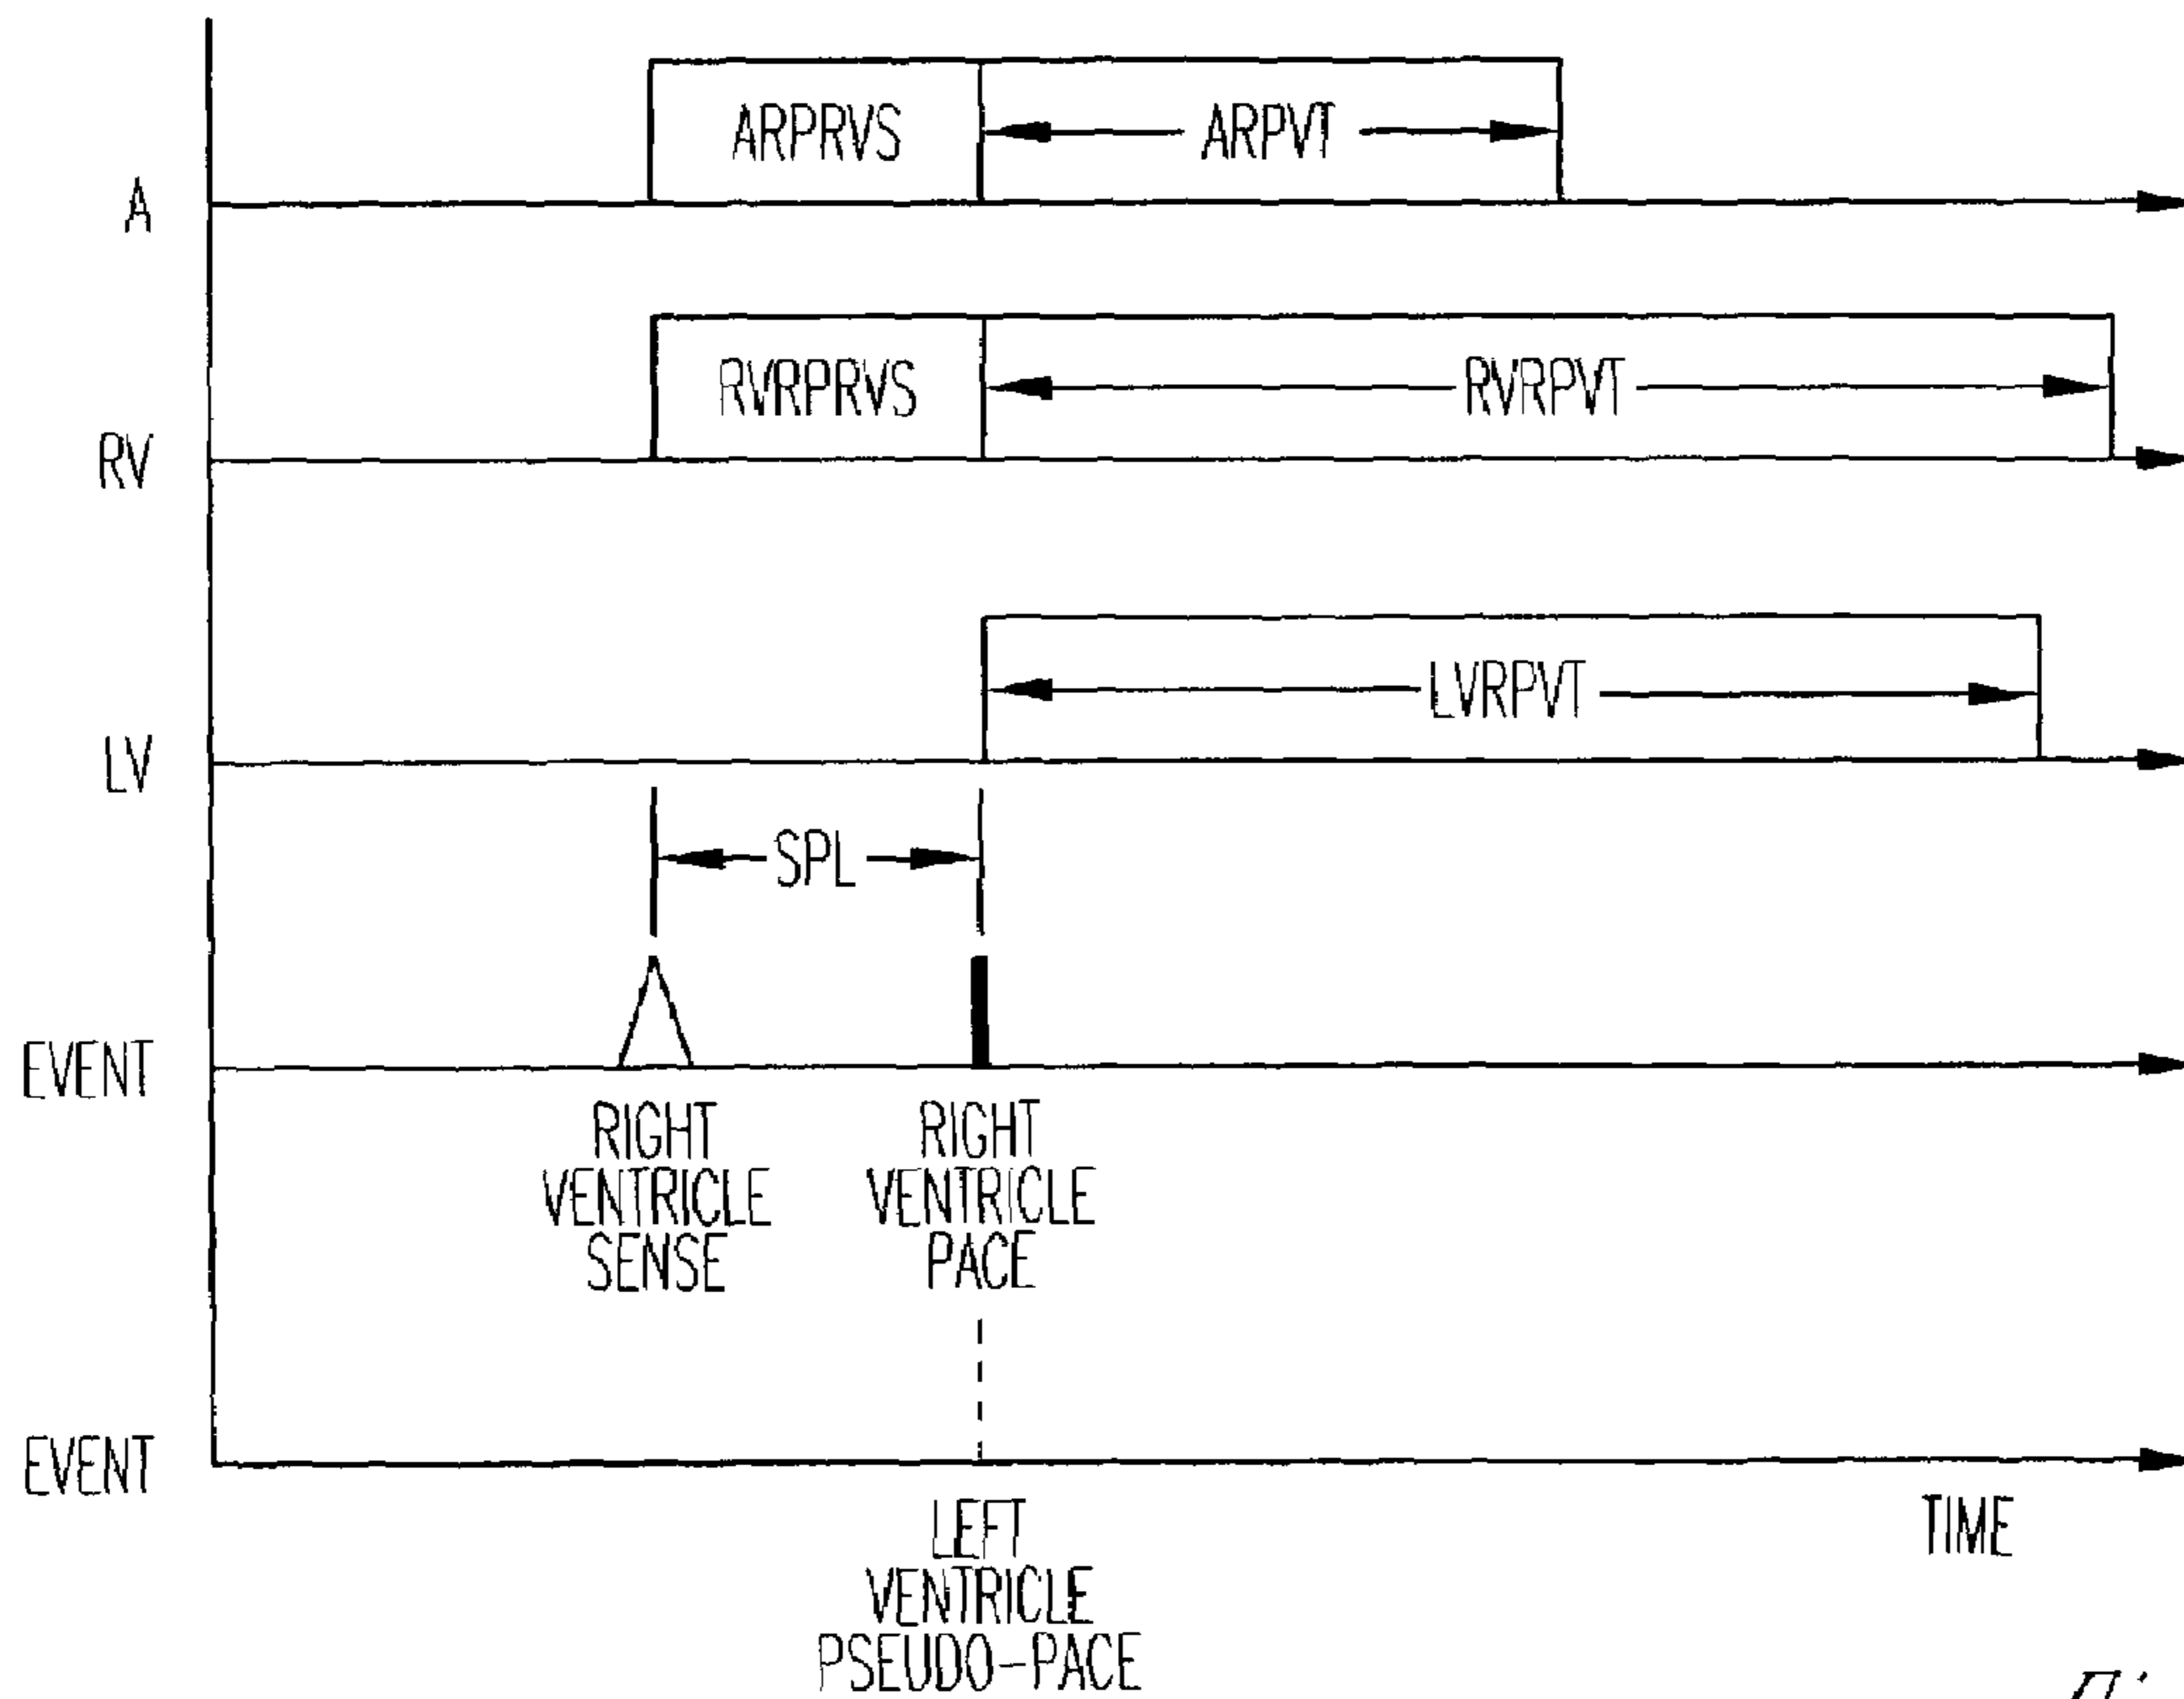 ARPRVS
ARPVT
A
RVRPRVS
RVRPVT
RV
LVRPVT
LV
SPL
EVENT
RIGHT
VENTRICLE
SENSE
RIGHT
VENTRICLE
PACE
EVENT
TIME
LEFT
VENTRICLE
PSEUDO-PACE